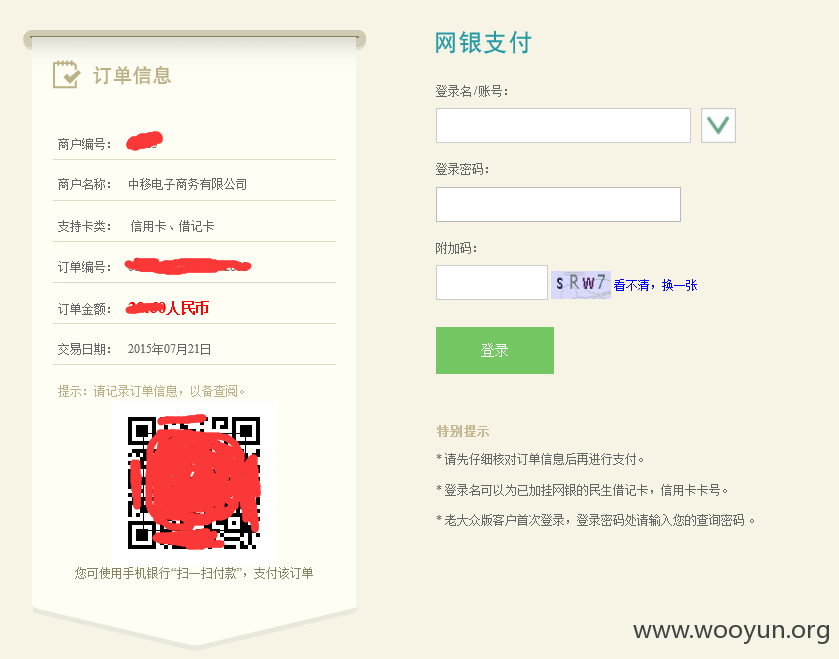 订单信息
商户编号：
商户名称： 中移电子商务有限公司
支持卡类： 信用卡、借记卡
订单编号：
订单金额： 人民币
交易日期： 2015年07月21日
提示：请记录订单信息，以备查阅。
您可使用手机银行“扫一扫付款”，支付该订单
网银支付
登录名/账号：
登录密码：
附加码：
SRW7 看不清，换一张
登录
特别提示
* 请先仔细核对订单信息后再进行支付。
* 登录名可以为已加挂网银的民生借记卡，信用卡卡号。
* 老大众版客户首次登录，登录密码处请输入您的查询密码 。
www.wooyun.org